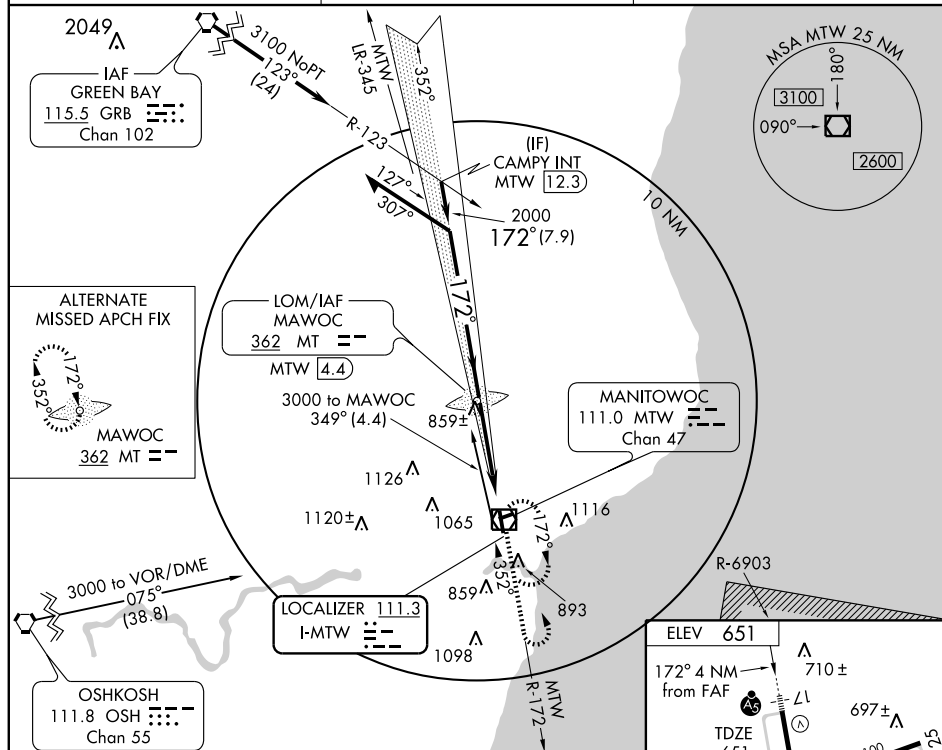 2049
IAF
GREEN BAY
115.5 GRB
Chan 102
3100 NoPT
123°
(24)
R-123
MTW
LR-345
352°
MSA MTW 25 NM
180°
3100
090°
2600
(IF)
CAMPY INT
MTW 12.3
127°
307°
2000
172° (7.9)
10 NM
172°
ALTERNATE
MISSED APCH FIX
172°
352°
MAWOC
362 MT
LOM/IAF
MAWOC
362 MT
MTW 4.4
3000 to MAWOC
349° (4.4)
859±
MANITOWOC
111.0 MTW
Chan 47
1126
1065
1120±
1116
172°
352°
3000 to VOR/DME
075°
(38.8)
LOCALIZER 111.3
I-MTW
859
893
1098
MTW
R-172
R-6903
OSHKOSH
111.8 OSH
Chan 55
ELEV 651
172° 4 NM
from FAF
710 ±
A5
17
V
697±
TDZE
651
100
25